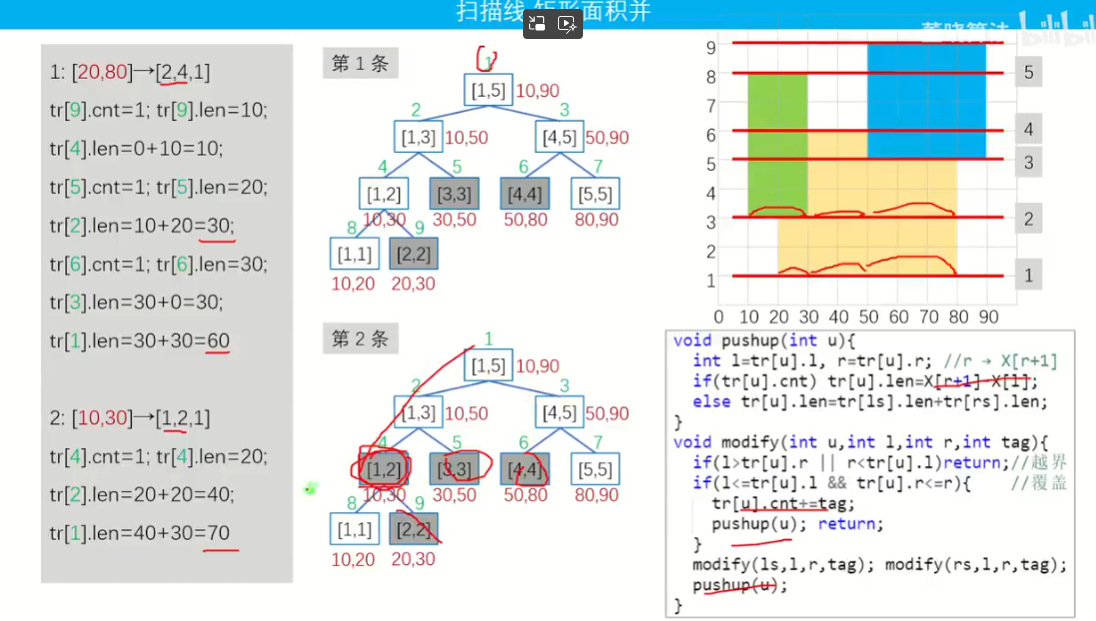 扫描线 矩形面积并
董晓算法 bilibili
1: [20,80]→[2,4,1]
tr[9].cnt=1; tr[9].len=10;
tr[4].len=0+10=10;
tr[5].cnt=1; tr[5].len=20;
tr[2].len=10+20=30;
tr[6].cnt=1; tr[6].len=30;
tr[3].len=30+0=30;
tr[1].len=30+30=60
2: [10,30]→[1,2,1]
tr[4].cnt=1; tr[4].len=20;
tr[2].len=20+20=40;
tr[1].len=40+30=70
第 1 条
1
[1,5] 10,90
2 3
[1,3] 10,50 [4,5] 50,90
4 5 6 7
[1,2] [3,3] [4,4] [5,5]
10,30 30,50 50,80 80,90
8 9
[1,1] [2,2]
10,20 20,30
第 2 条
1
[1,5] 10,90
2 3
[1,3] 10,50 [4,5] 50,90
4 5 6 7
[1,2] [3,3] [4,4] [5,5]
10,30 30,50 50,80 80,90
8 9
[1,1] [2,2]
10,20 20,30
9
8 5
7
6 4
5 3
4
3 2
2
1 1
0 10 20 30 40 50 60 70 80 90
void pushup(int u){
int l=tr[u].l, r=tr[u].r; //r → X[r+1]
if(tr[u].cnt) tr[u].len=X[r+1]-X[l];
else tr[u].len=tr[ls].len+tr[rs].len;
}
void modify(int u,int l,int r,int tag){
if(l>tr[u].r || r<tr[u].l)return;//越界
if(l<=tr[u].l && tr[u].r<=r){ //覆盖
tr[u].cnt+=tag;
pushup(u); return;
}
modify(ls,l,r,tag); modify(rs,l,r,tag);
pushup(u);
}